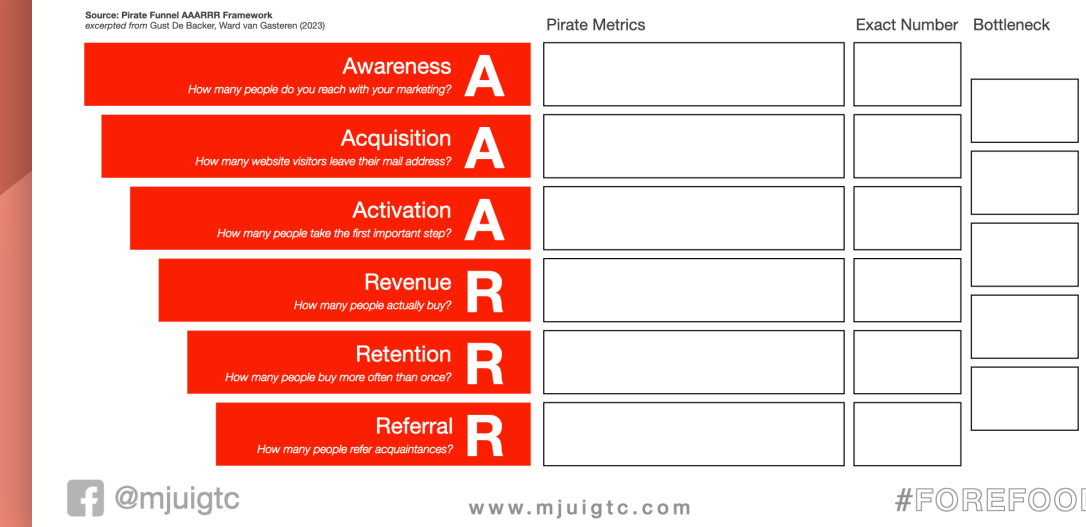 Source: Pirate Funnel AAARRR Framework
excerpted from Gust De Backer, Ward van Gasteren (2023)
Pirate Metrics
Exact Number
Bottleneck
Awareness
How many people do you reach with your marketing?
A
Acquisition
How many website visitors leave their mail address?
A
Activation
How many people take the first important step?
A
Revenue
How many people actually buy?
R
Retention
How many people buy more often than once?
R
Referral
How many people refer acquaintances?
R
@mjuigtc
www.mjuigtc.com